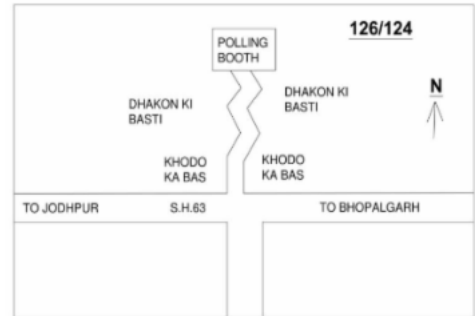 126/124
POLLING
BOOTH
N
DHAKON KI
BASTI
DHAKON KI
BASTI
KHODO
KA BAS
KHODO
KA BAS
TO JODHPUR
S.H.63
TO BHOPALGARH